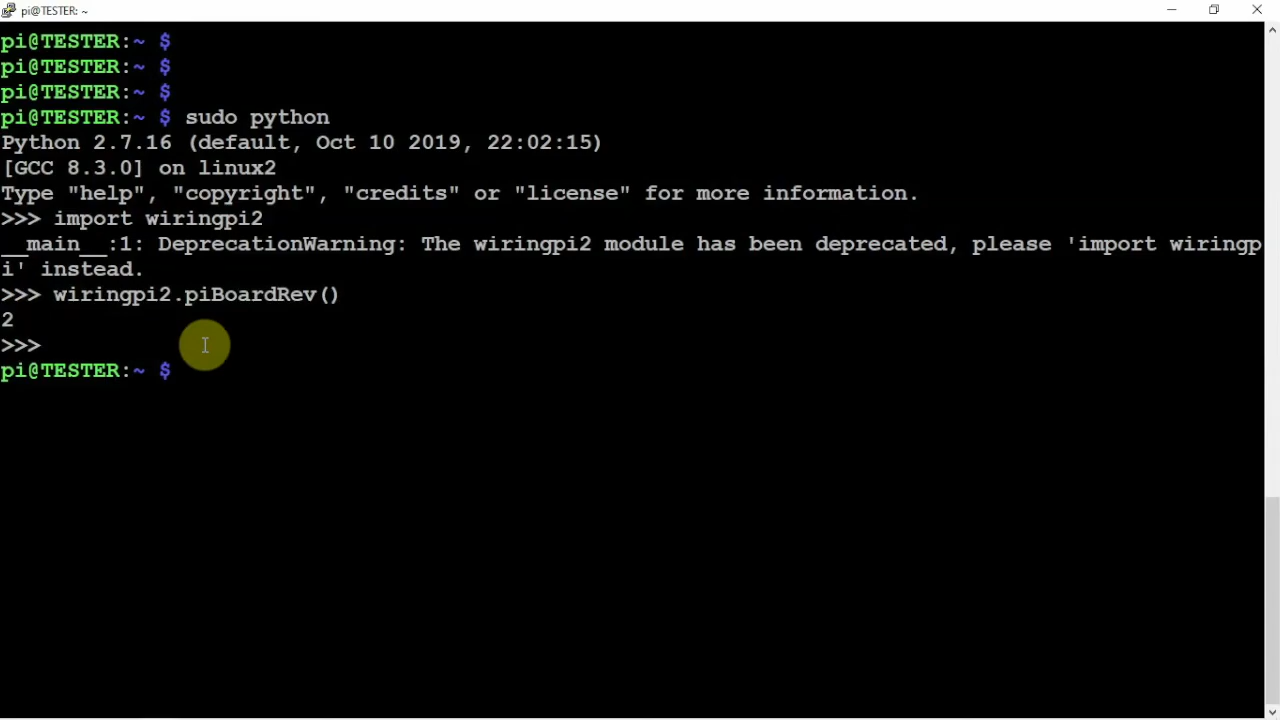 pi@TESTER: ~
pi@TESTER:~ $
pi@TESTER:~ $
pi@TESTER:~ $
pi@TESTER:~ $ sudo python
Python 2.7.16 (default, Oct 10 2019, 22:02:15)
[GCC 8.3.0] on linux2
Type "help", "copyright", "credits" or "license" for more information.
>>> import wiringpi2
__main__:1: DeprecationWarning: The wiringpi2 module has been deprecated, please 'import wiringp
i' instead.
>>> wiringpi2.piBoardRev()
2
>>>
pi@TESTER:~ $